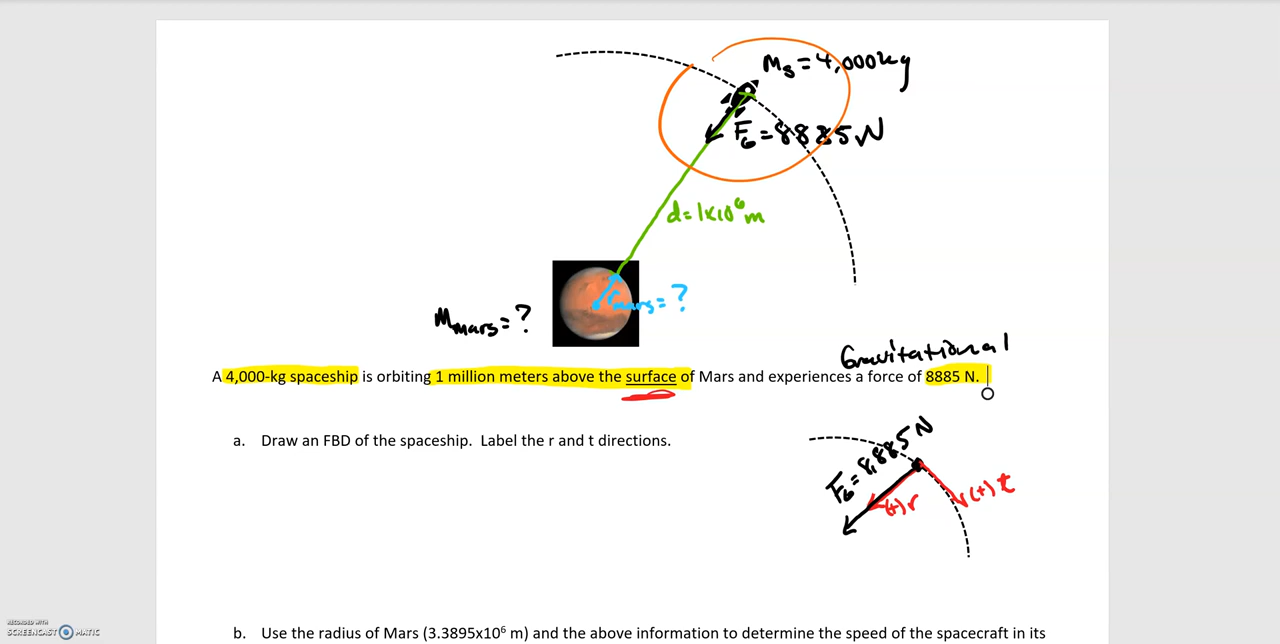 Ms = 4,000kg
FG = 8885 N
d = 1x10⁶ m
rmars = ?
Mmars = ?
Gravitational
A 4,000-kg spaceship is orbiting 1 million meters above the surface of Mars and experiences a force of 8885 N.
a. Draw an FBD of the spaceship. Label the r and t directions.
FG = 8,885 N
(+) r
(+) t
b. Use the radius of Mars (3.3895x10⁶ m) and the above information to determine the speed of the spacecraft in its
RECORDED WITH
SCREENCAST MATIC